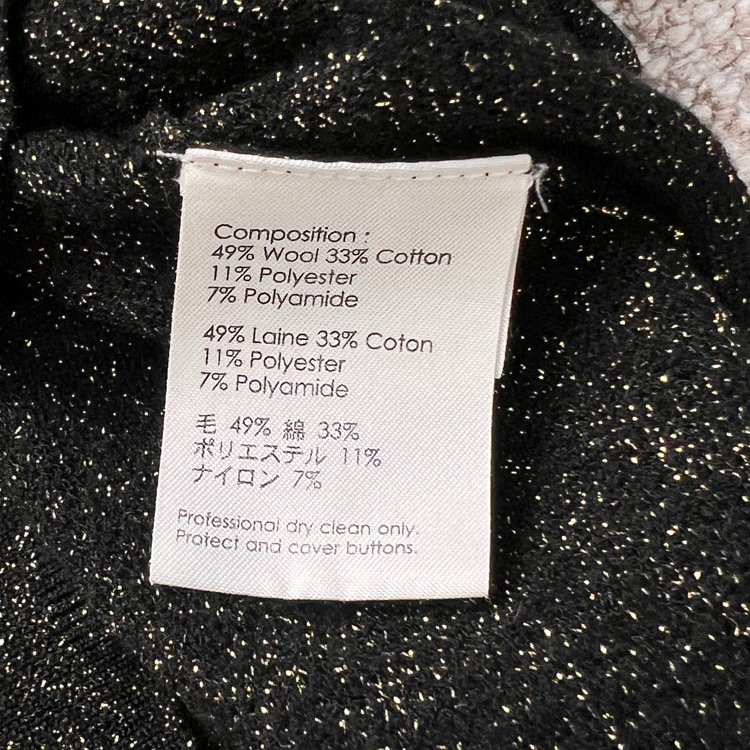 Composition :
49% Wool 33% Cotton
11% Polyester
7% Polyamide
49% Laine 33% Coton
11% Polyester
7% Polyamide
毛 49% 綿 33%
ポリエステル 11%
ナイロン 7%
Professional dry clean only.
Protect and cover buttons.